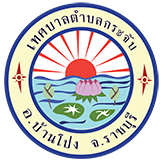 เทศบาลตำบลกระจับ
อ.บ้านโป่ง จ.ราชบุรี